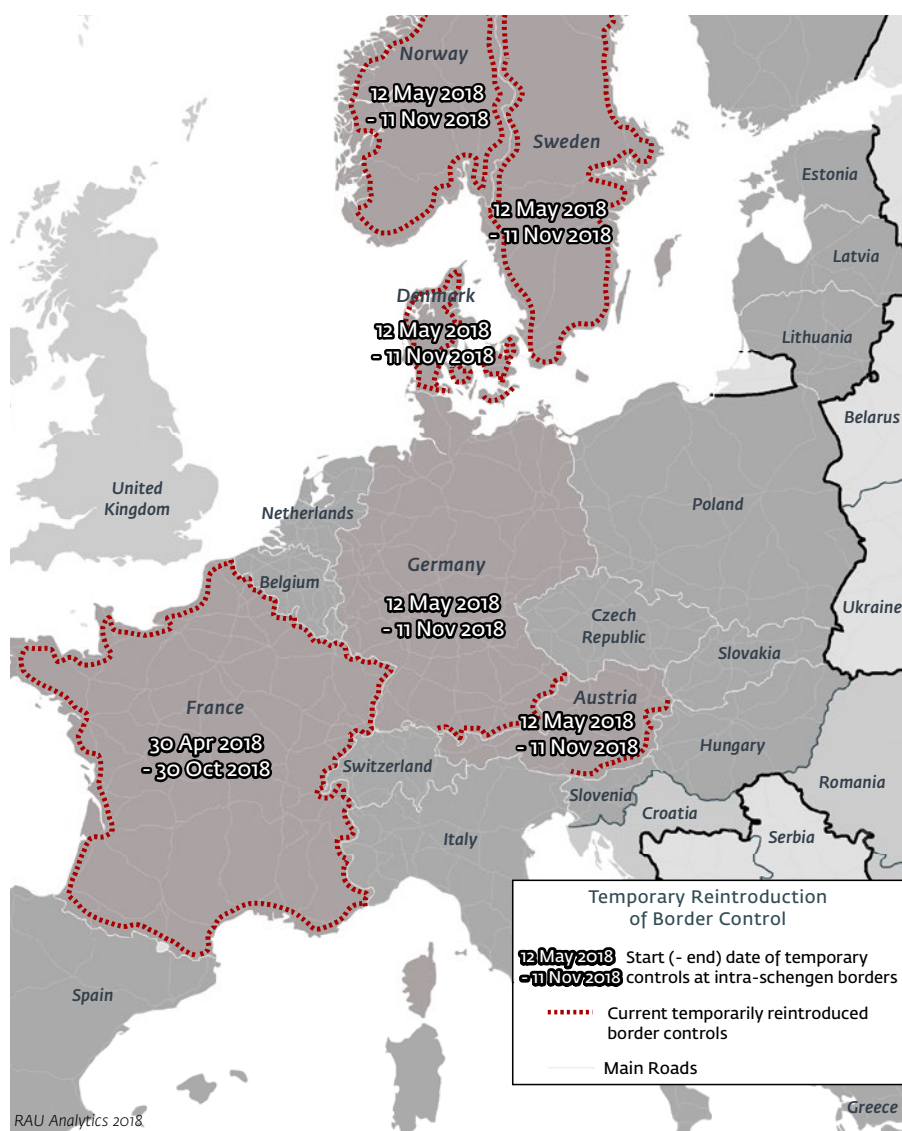 Norway
12 May 2018
- 11 Nov 2018
Sweden
12 May 2018
- 11 Nov 2018
Estonia
Latvia
Denmark
12 May 2018
- 11 Nov 2018
Lithuania
Belarus
United
Kingdom
Netherlands
Poland
Belgium
Germany
12 May 2018
- 11 Nov 2018
Czech
Republic
Ukraine
Slovakia
France
30 Apr 2018
- 30 Oct 2018
Austria
12 May 2018
- 11 Nov 2018
Switzerland
Hungary
Slovenia
Romania
Croatia
Italy
Serbia
Spain
Temporary Reintroduction
of Border Control
12 May 2018 Start (- end) date of temporary
- 11 Nov 2018 controls at intra-schengen borders
Current temporarily reintroduced
border controls
Main Roads
RAU Analytics 2018
Greece